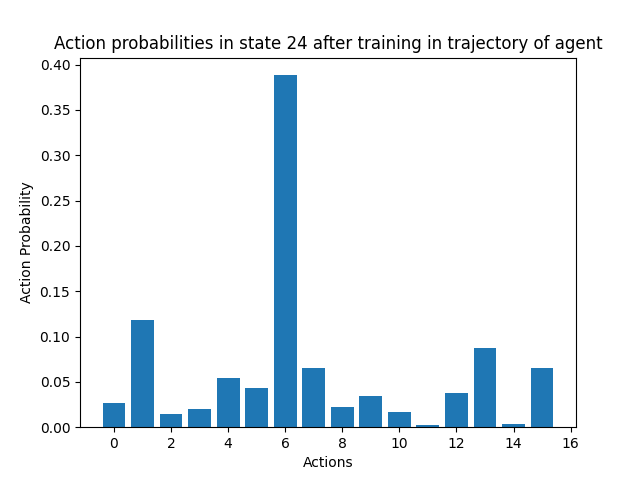 Action probabilities in state 24 after training in trajectory of agent
0.40
0.35
0.30
0.25
0.20
0.15
0.10
0.05
0.00
Action Probability
0 2 4 6 8 10 12 14 16
Actions